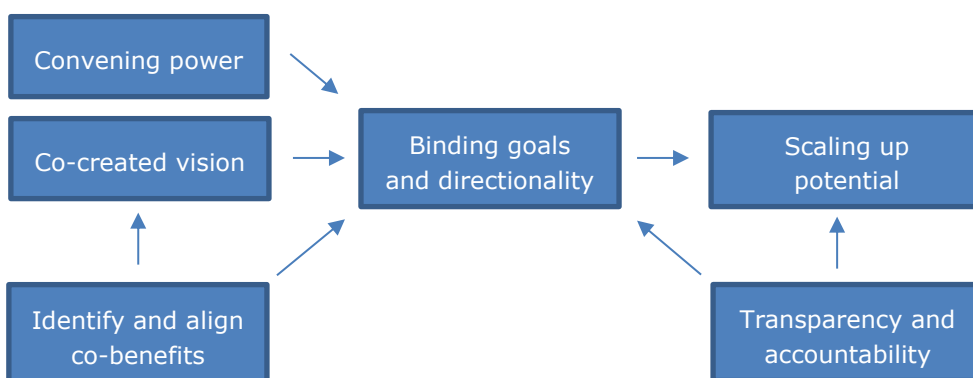 Convening power
Co-created vision
Identify and align
co-benefits
Binding goals
and directionality
Scaling up
potential
Transparency and
accountability